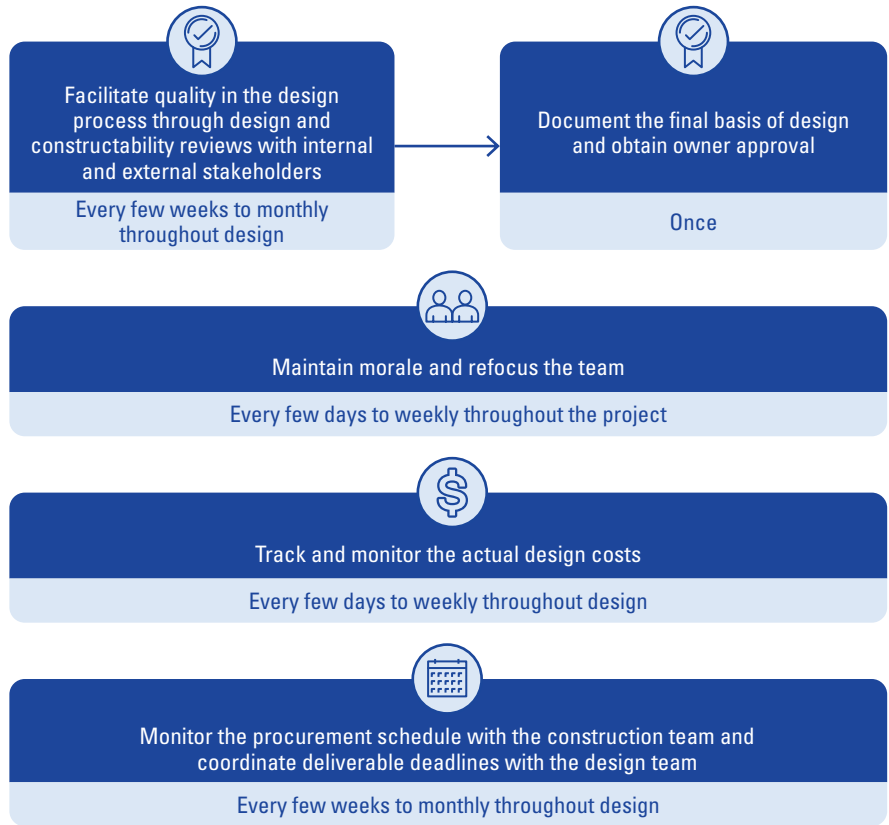 Facilitate quality in the design
process through design and
constructability reviews with internal
and external stakeholders
Every few weeks to monthly
throughout design
Document the final basis of design
and obtain owner approval
Once
Maintain morale and refocus the team
Every few days to weekly throughout the project
$
Track and monitor the actual design costs
Every few days to weekly throughout design
Monitor the procurement schedule with the construction team and
coordinate deliverable deadlines with the design team
Every few weeks to monthly throughout design